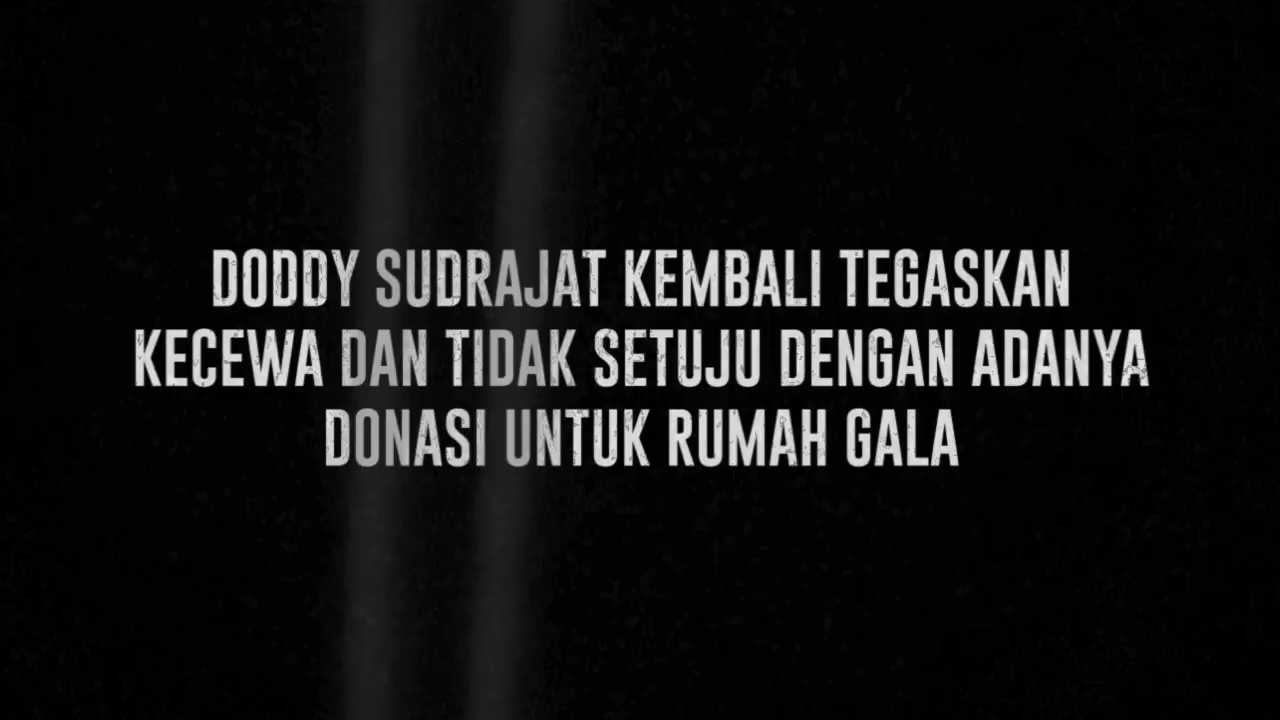 DODDY SUDRAJAT KEMBALI TEGASKAN
KECEWA DAN TIDAK SETUJU DENGAN ADANYA
DONASI UNTUK RUMAH GALA